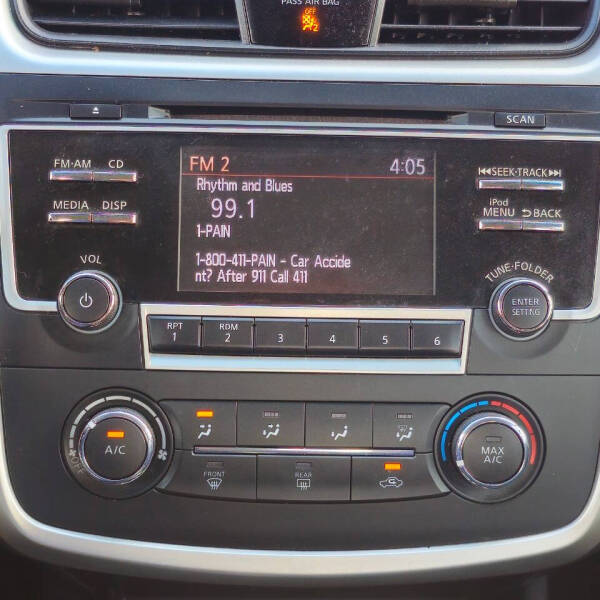 PASS AIR BAG
OFF
2
SCAN
FM·AM CD
MEDIA DISP
VOL
FM 2 4:05
Rhythm and Blues
99.1
1-PAIN
1-800-411-PAIN - Car Accide
nt? After 911 Call 411
SEEK·TRACK
iPod
MENU BACK
TUNE·FOLDER
ENTER
SETTING
RPT
1
RDM
2
3
4
5
6
OFF
A/C
FRONT
REAR
MAX
A/C